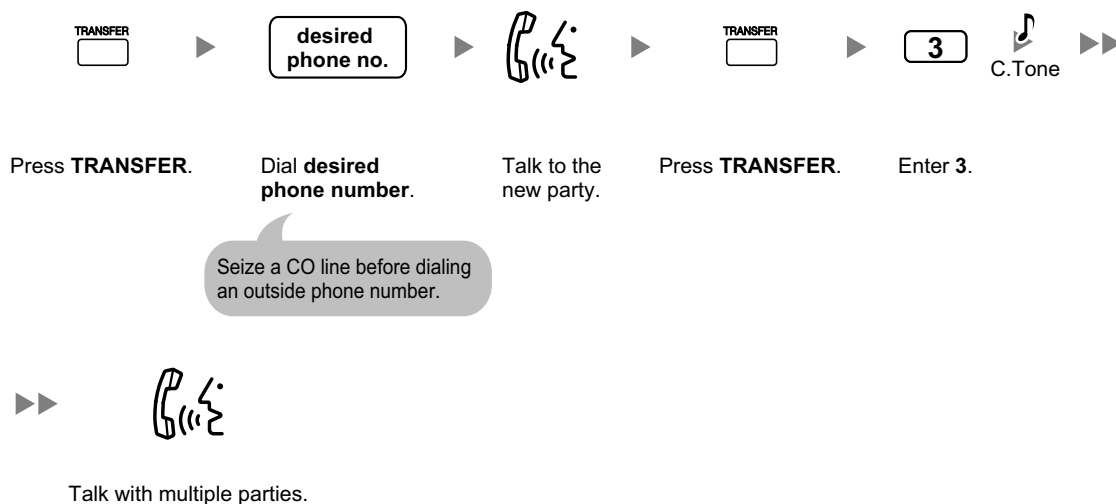 TRANSFER
desired
phone no.
TRANSFER
3
C.Tone
Press TRANSFER.
Dial desired
phone number.
Talk to the
new party.
Press TRANSFER.
Enter 3.
Seize a CO line before dialing
an outside phone number.
Talk with multiple parties.